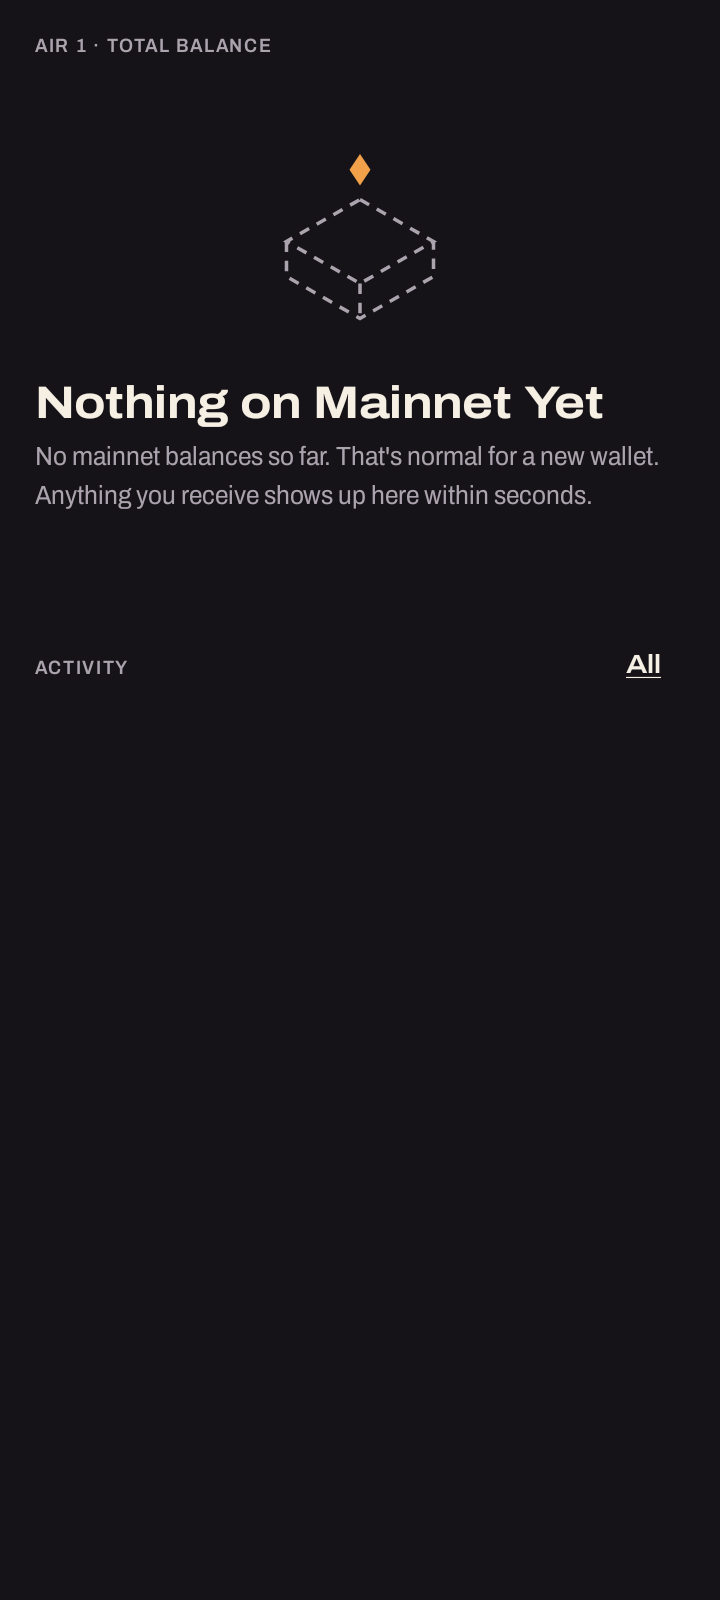 AIR 1 · TOTAL BALANCE
Nothing on Mainnet Yet
No mainnet balances so far. That's normal for a new wallet.
Anything you receive shows up here within seconds.
ACTIVITY
All